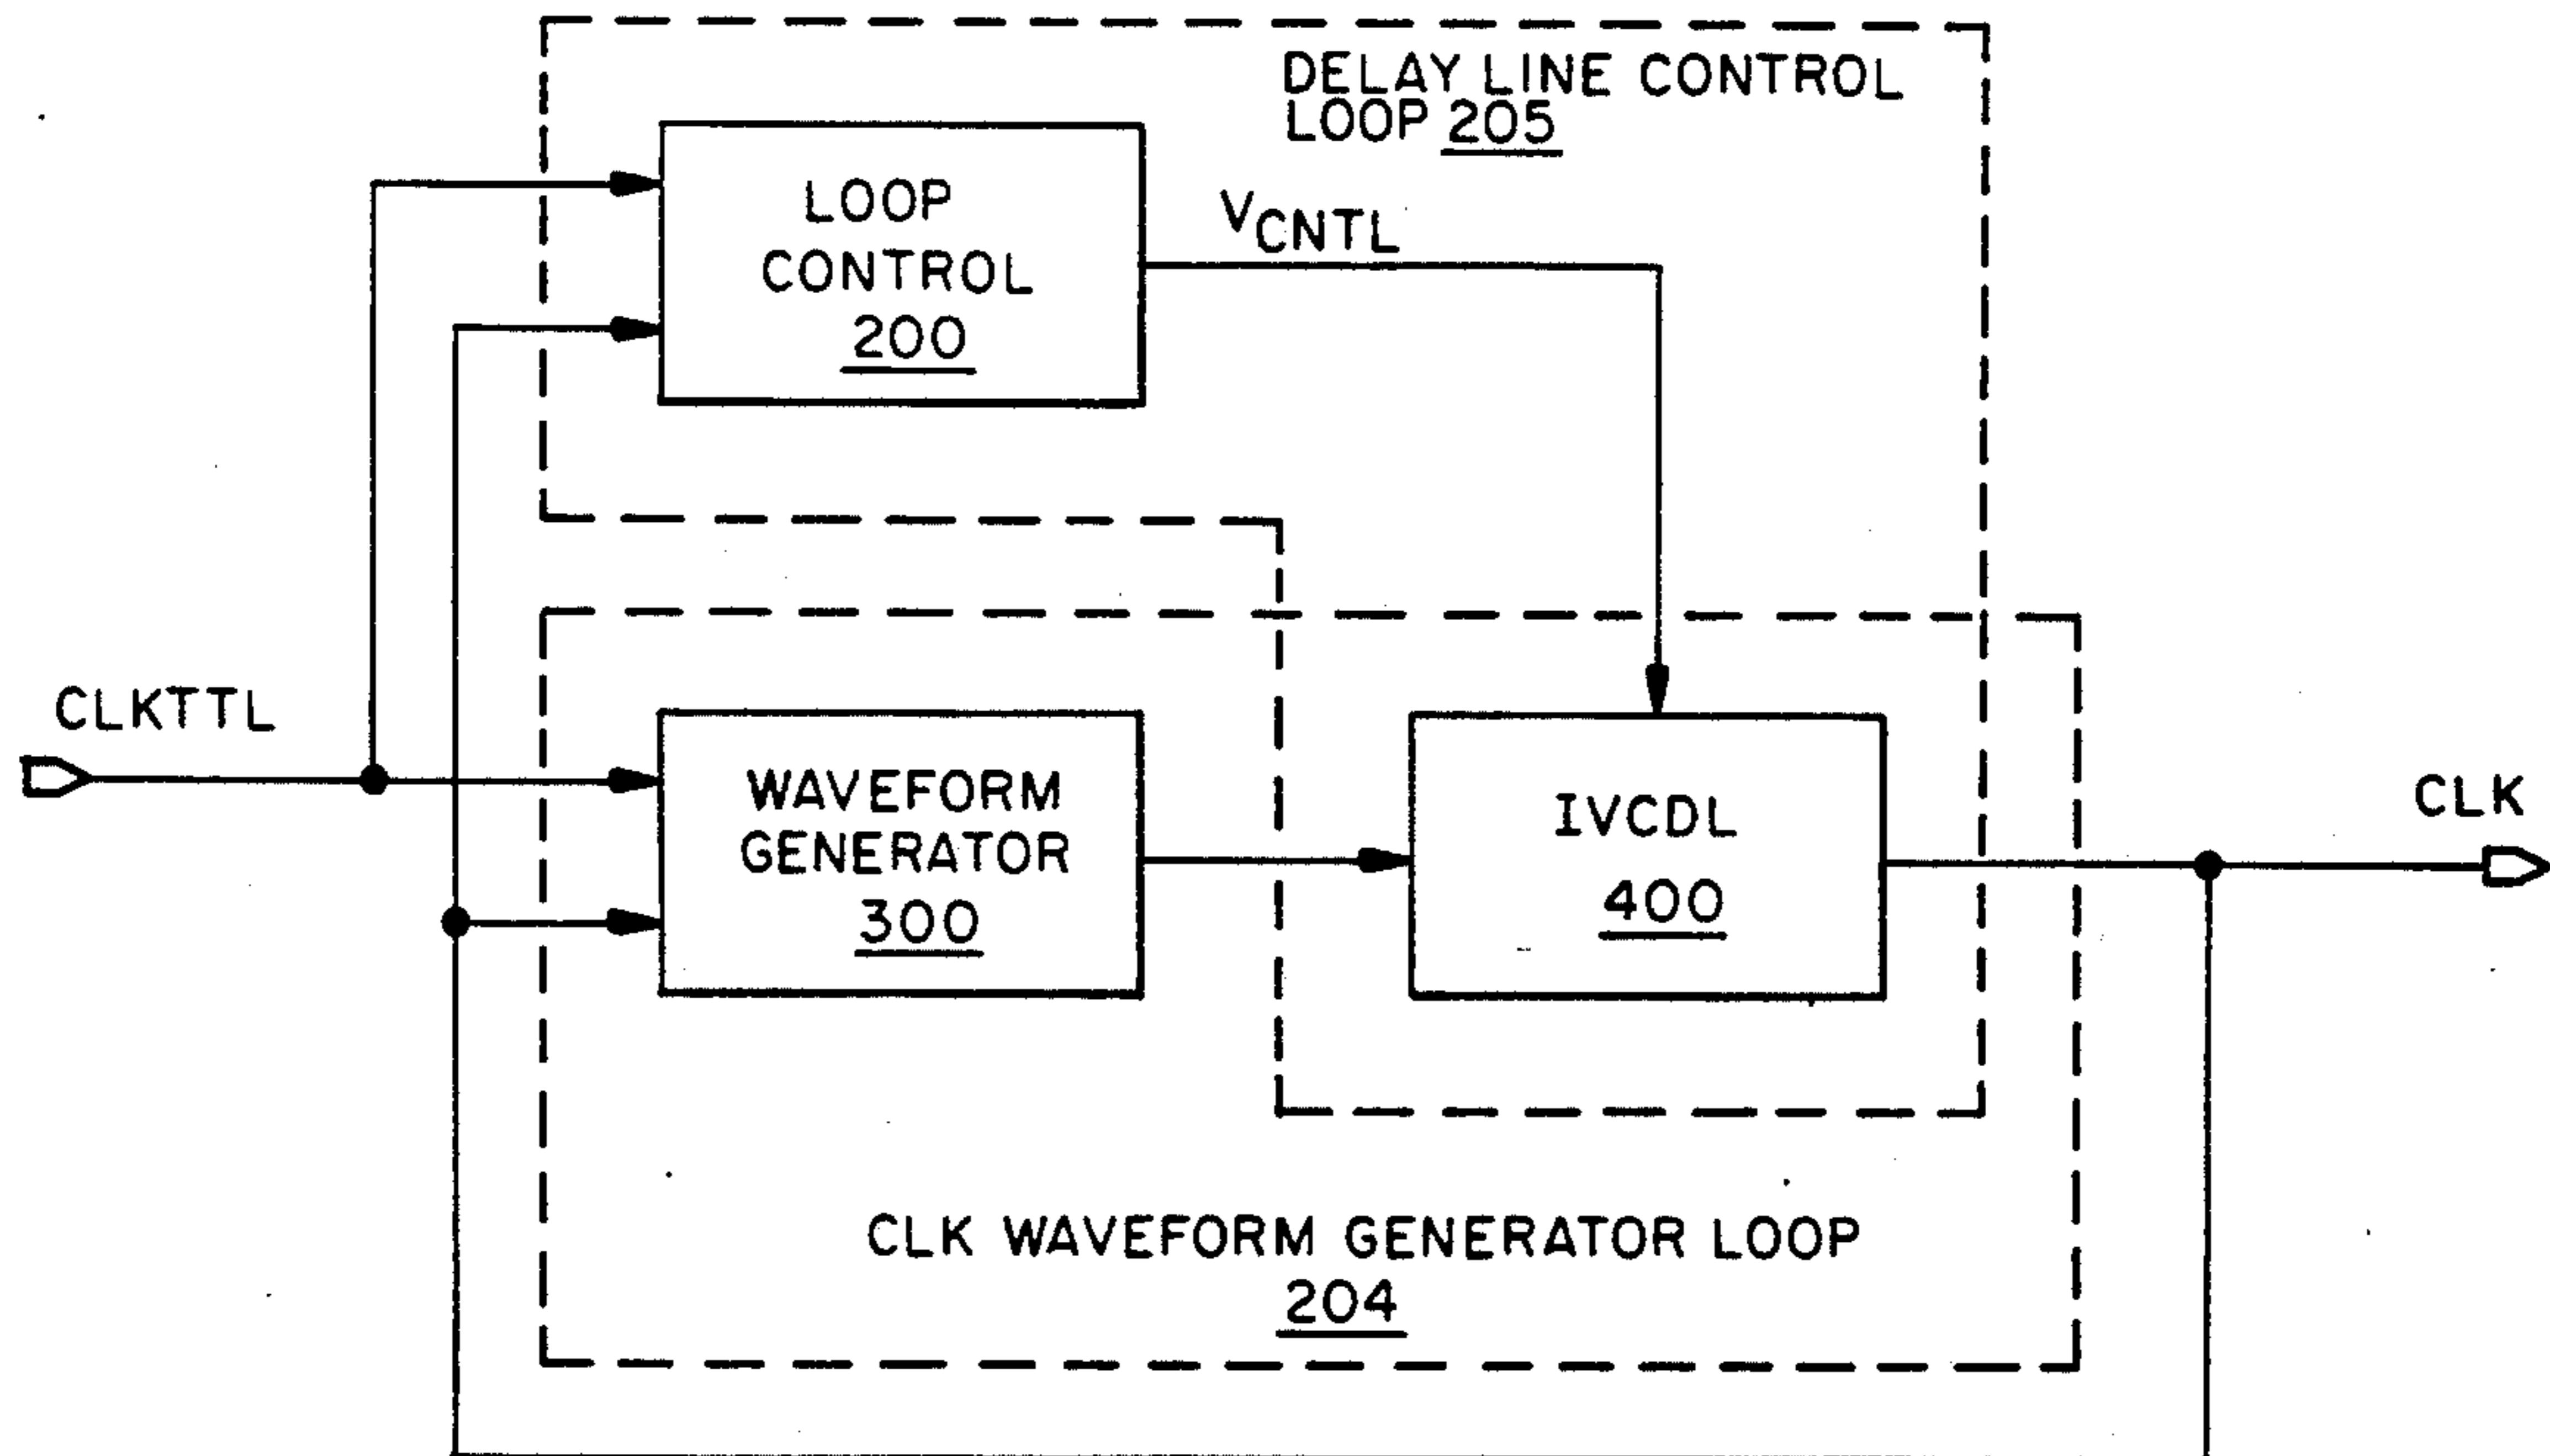 DELAY LINE CONTROL
LOOP 205
LOOP
CONTROL
200
VCNTL
CLKTTL
WAVEFORM
GENERATOR
300
IVCDL
400
CLK
CLK WAVEFORM GENERATOR LOOP
204